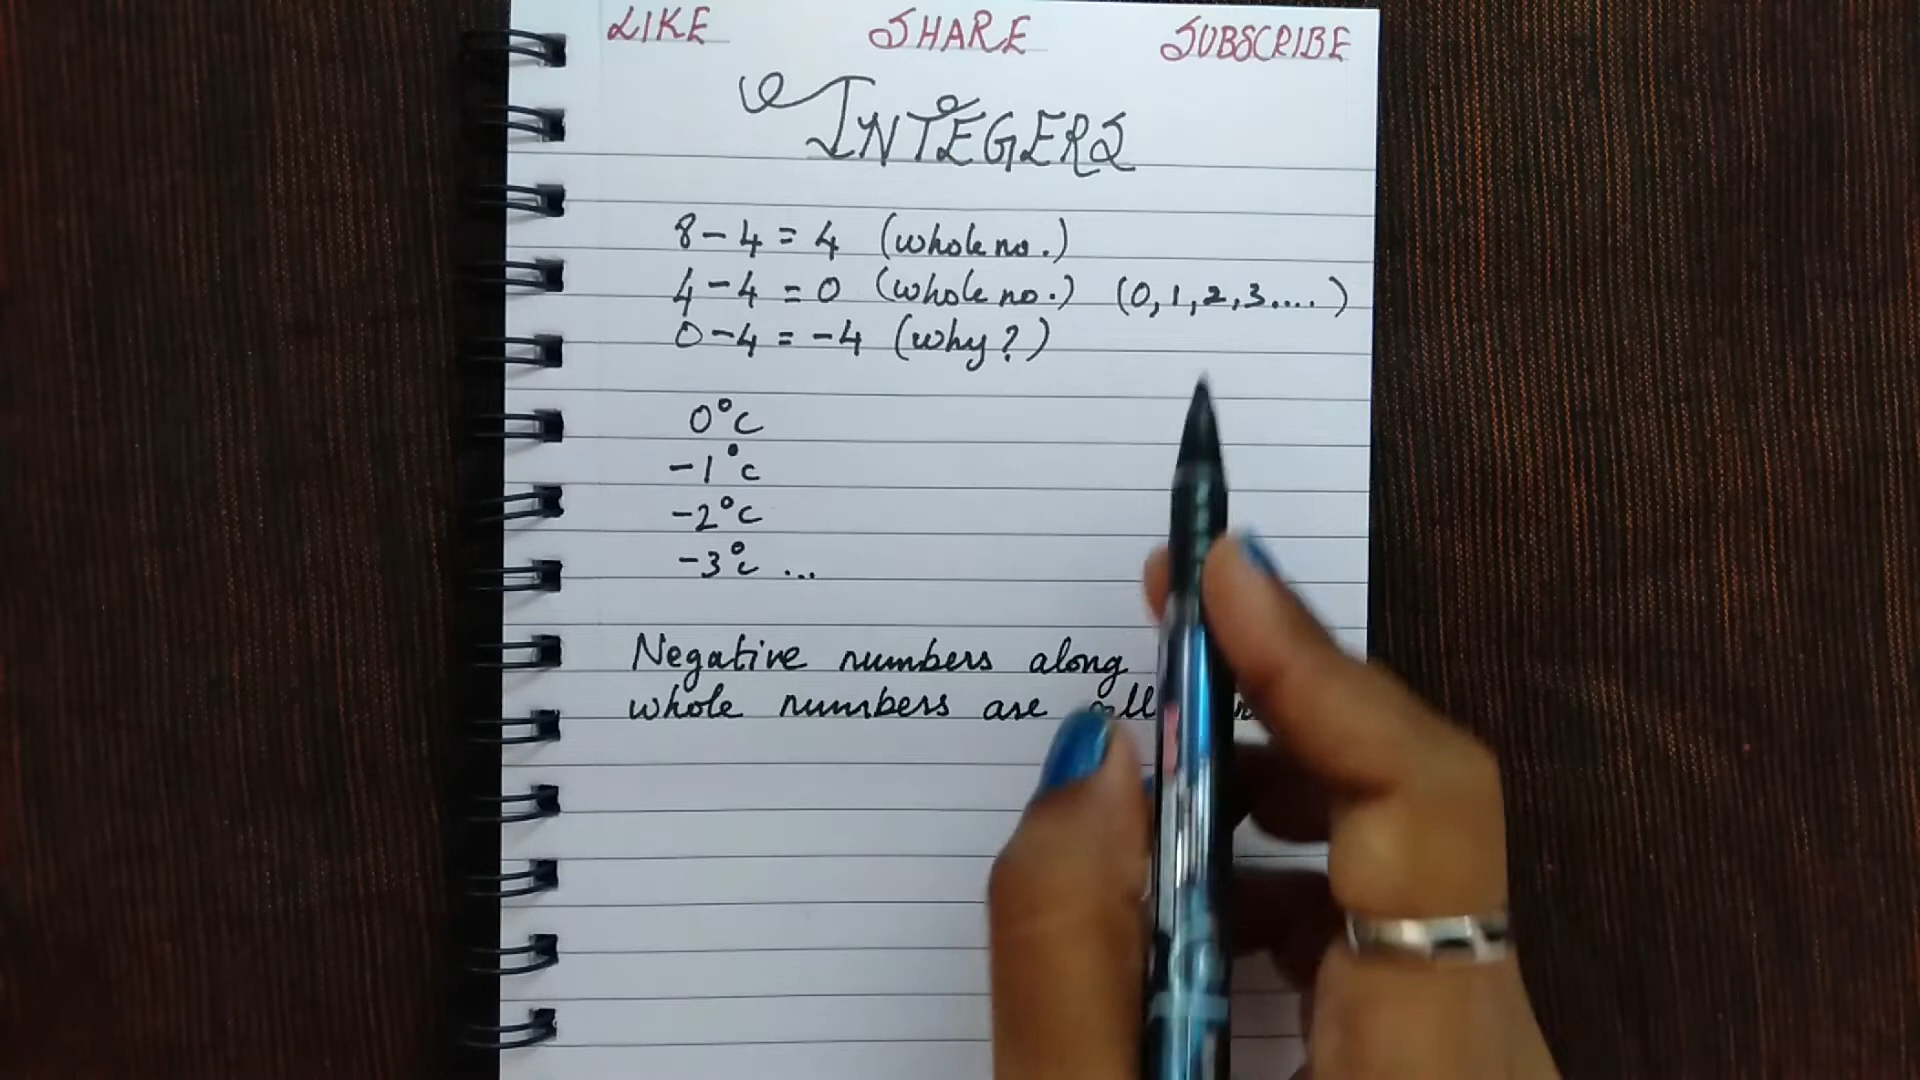 LIKE SHARE SUBSCRIBE
INTEGERS
8-4 = 4 (whole no.)
4-4 = 0 (whole no.) (0,1,2,3....)
0-4 = -4 (why?)
0°C
-1°C
-2°C
-3°C ...
Negative numbers along
whole numbers are